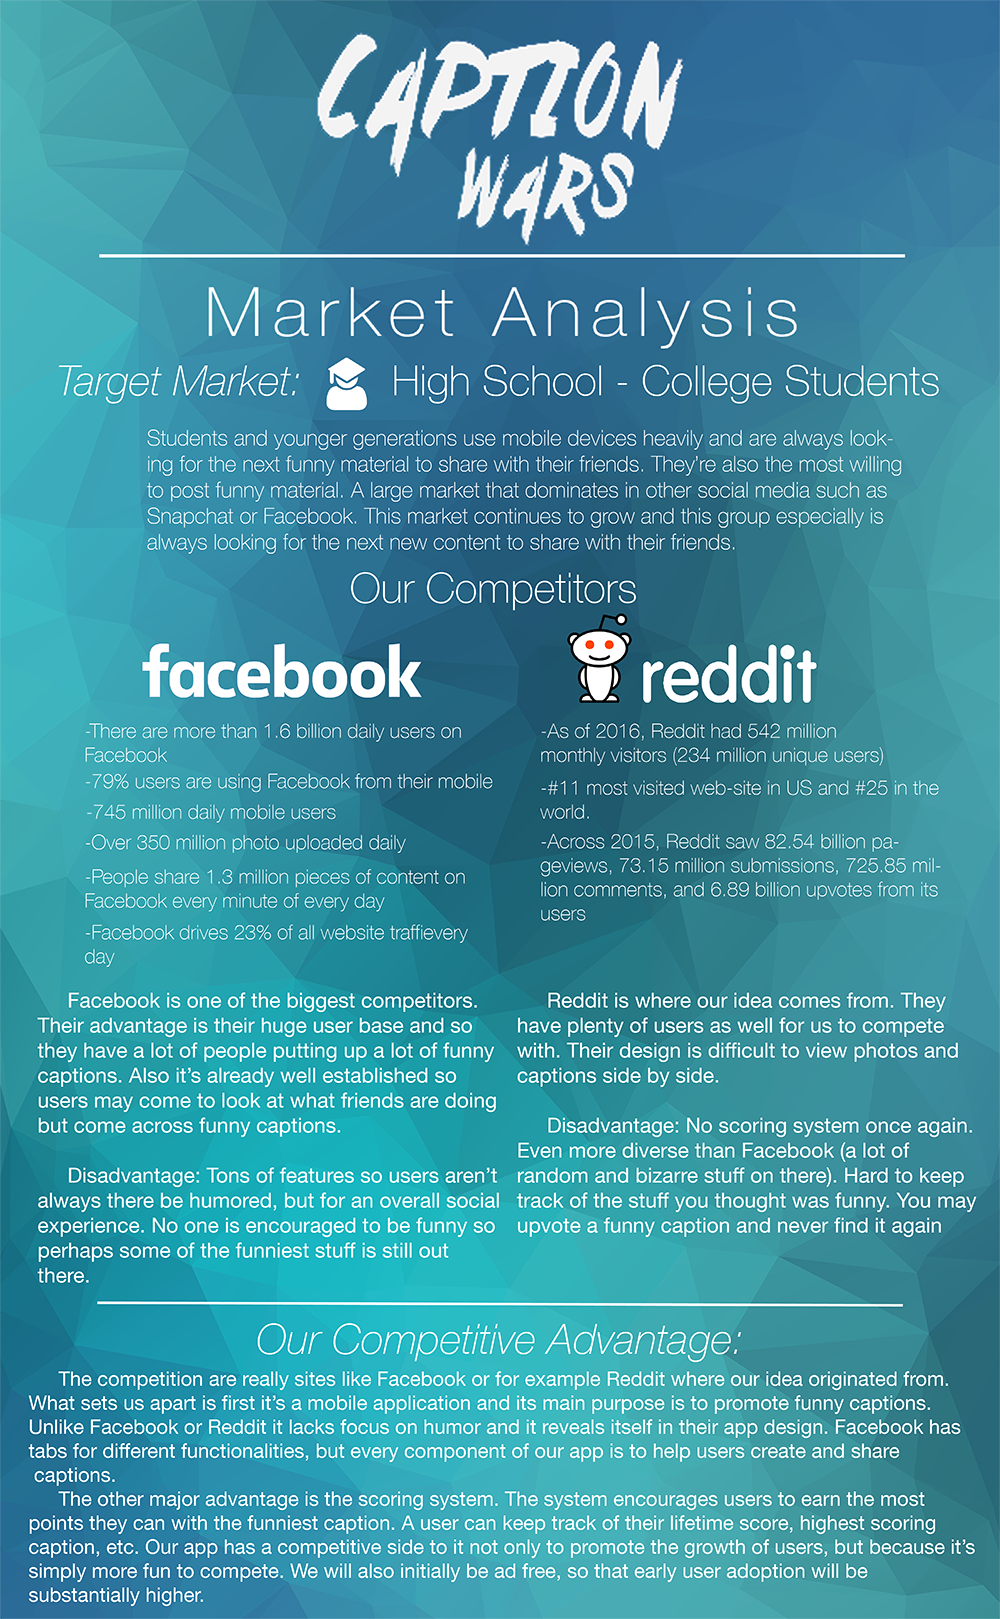 CAPTION
WARS
Market Analysis
Target Market: High School - College Students
Students and younger generations use mobile devices heavily and are always look-
ing for the next funny material to share with their friends. They're also the most willing
to post funny material. A large market that dominates in other social media such as
Snapchat or Facebook. This market continues to grow and this group especially is
always looking for the next new content to share with their friends.
Our Competitors
facebook
-There are more than 1.6 billion daily users on
Facebook
-79% users are using Facebook from their mobile
-745 million daily mobile users
-Over 350 million photo uploaded daily
-People share 1.3 million pieces of content on
Facebook every minute of every day
-Facebook drives 23% of all website traffievery
day
Facebook is one of the biggest competitors.
Their advantage is their huge user base and so
they have a lot of people putting up a lot of funny
captions. Also it's already well established so
users may come to look at what friends are doing
but come across funny captions.
Disadvantage: Tons of features so users aren't
always there be humored, but for an overall social
experience. No one is encouraged to be funny so
perhaps some of the funniest stuff is still out
there.
reddit
-As of 2016, Reddit had 542 million
monthly visitors (234 million unique users)
-#11 most visited web-site in US and #25 in the
world.
-Across 2015, Reddit saw 82.54 billion pa-
geviews, 73.15 million submissions, 725.85 mil-
lion comments, and 6.89 billion upvotes from its
users
Reddit is where our idea comes from. They
have plenty of users as well for us to compete
with. Their design is difficult to view photos and
captions side by side.
Disadvantage: No scoring system once again.
Even more diverse than Facebook (a lot of
random and bizarre stuff on there). Hard to keep
track of the stuff you thought was funny. You may
upvote a funny caption and never find it again
Our Competitive Advantage:
The competition are really sites like Facebook or for example Reddit where our idea originated from.
What sets us apart is first it's a mobile application and its main purpose is to promote funny captions.
Unlike Facebook or Reddit it lacks focus on humor and it reveals itself in their app design. Facebook has
tabs for different functionalities, but every component of our app is to help users create and share
captions.
The other major advantage is the scoring system. The system encourages users to earn the most
points they can with the funniest caption. A user can keep track of their lifetime score, highest scoring
caption, etc. Our app has a competitive side to it not only to promote the growth of users, but because it's
simply more fun to compete. We will also initially be ad free, so that early user adoption will be
substantially higher.